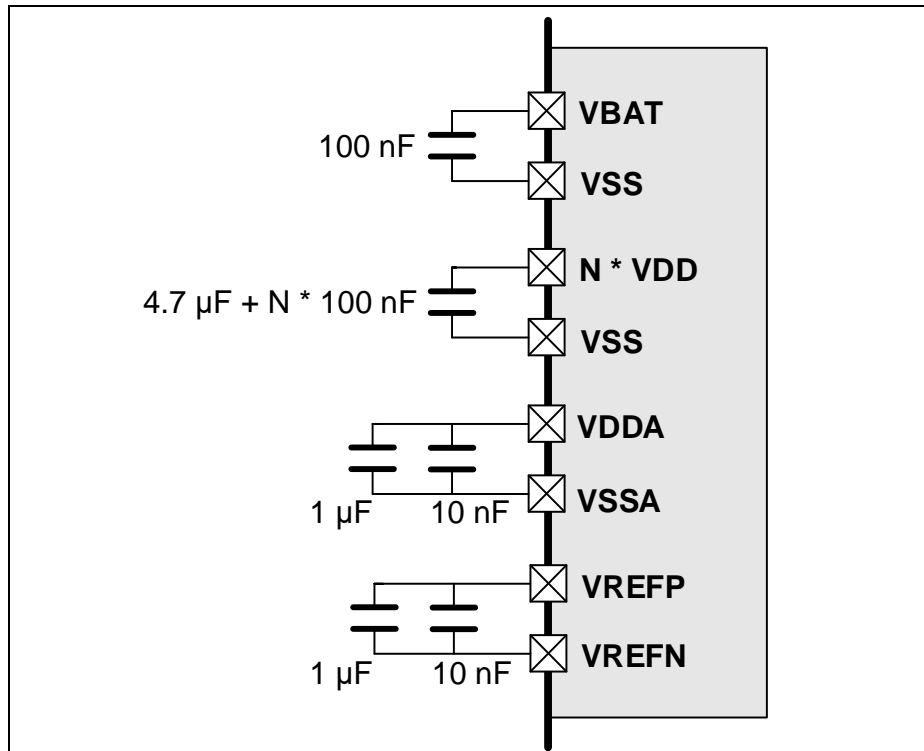 VBAT
100 nF
VSS
N * VDD
4.7 µF + N * 100 nF
VSS
VDDA
VSSA
1 µF 10 nF
VREFP
VREFN
1 µF 10 nF